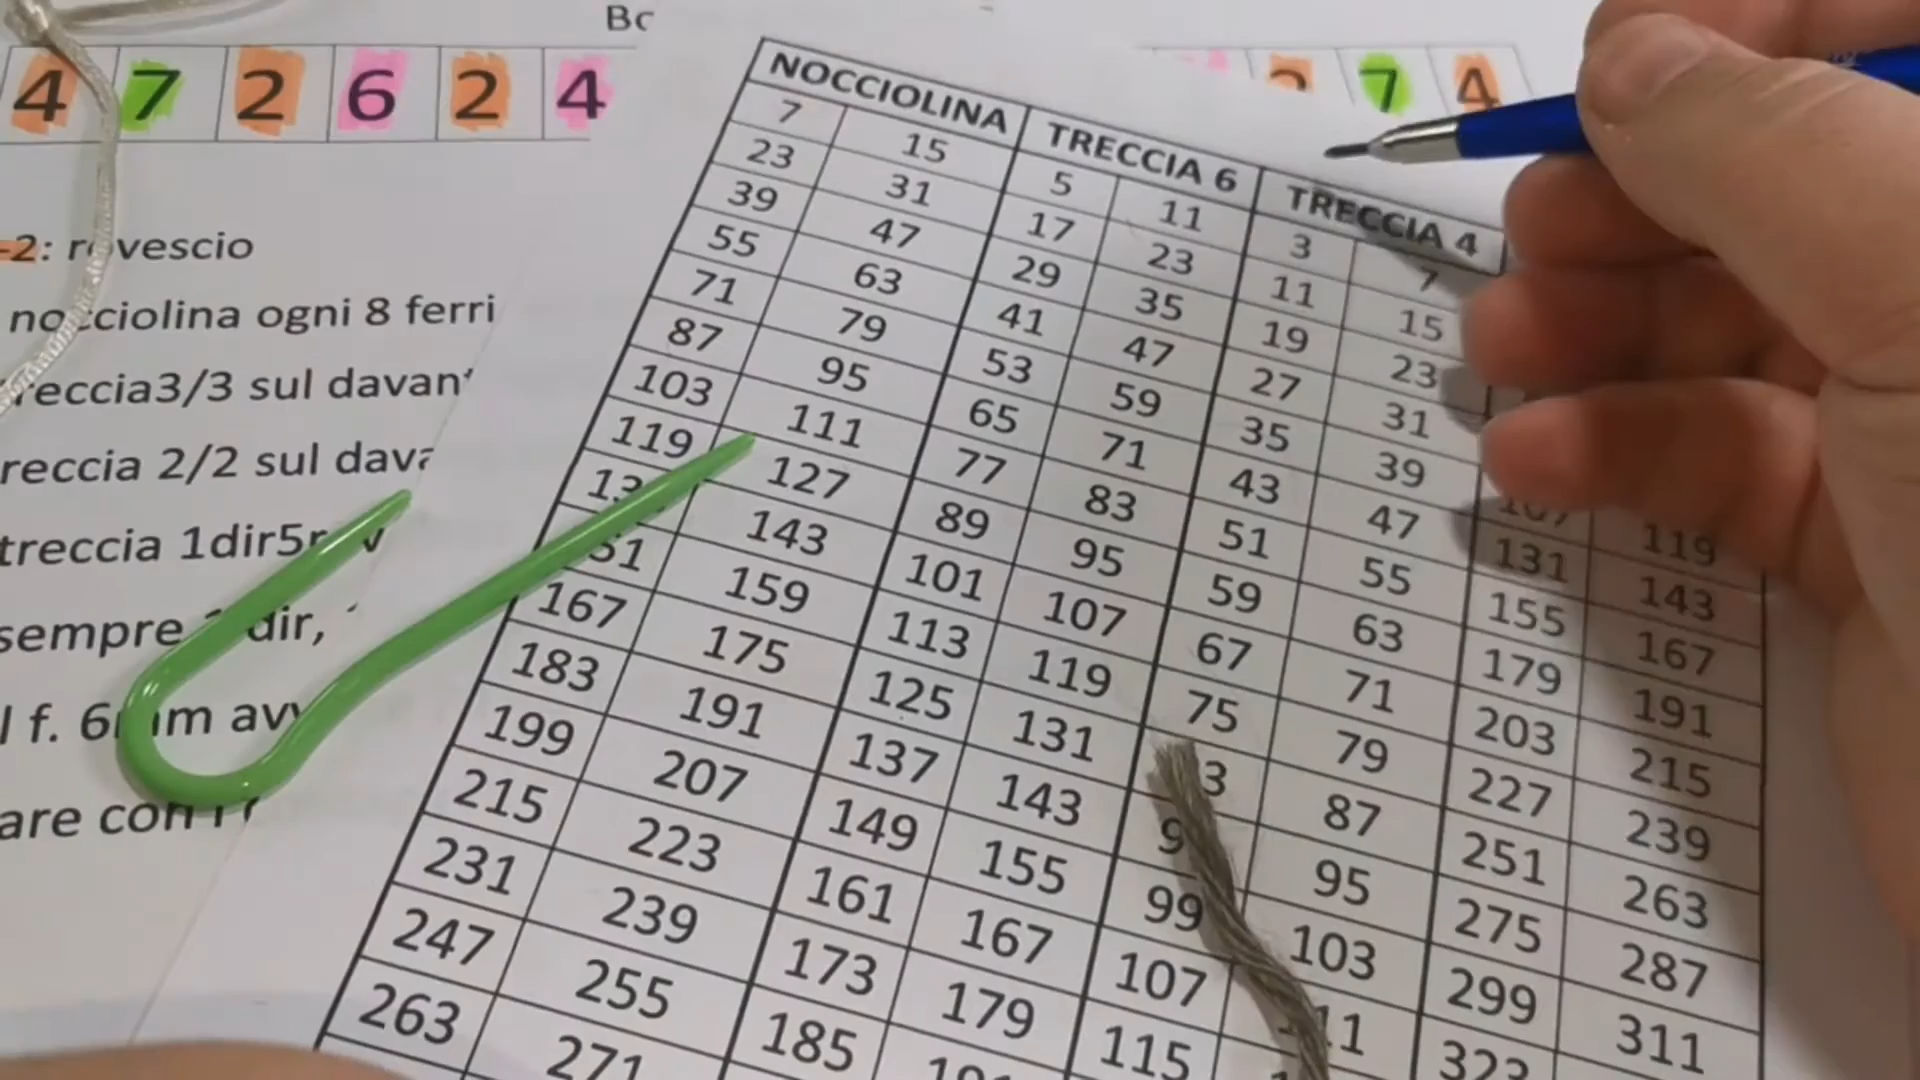 4 7 2 6 2 4 7 4
-2: rovescio
nocciolina ogni 8 ferri
treccia3/3 sul davant
treccia 2/2 sul dava
treccia 1dir5r
sempre dir,
l f. 6 m av
are con
NOCCIOLINA TRECCIA 6 TRECCIA 4
7 15 5 11 3 7
23 31 17 23 11 15
39 47 29 35 19 23
55 63 41 47 27 31
71 79 53 59 35 39
87 95 65 71 43 47 107 119
103 111 77 83 51 55 131 143
119 127 89 95 59 63 155 167
143 101 107 67 71 179 191
159 113 119 75 79 203 215
167 175 125 131 87 227 239
183 191 137 143 95 251 263
199 207 149 155 99 103 275 287
215 223 161 167 107 299 311
231 239 173 179 115
247 255 185
263 271